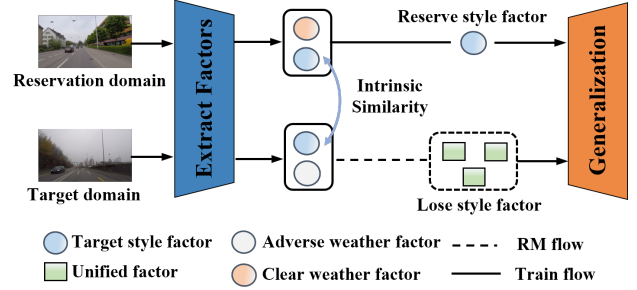 Reserve style factor
Reservation domain
Extract Factors
Intrinsic
Similarity
Generalization
Target domain
Lose style factor
Target style factor
Adverse weather factor
RM flow
Unified factor
Clear weather factor
Train flow